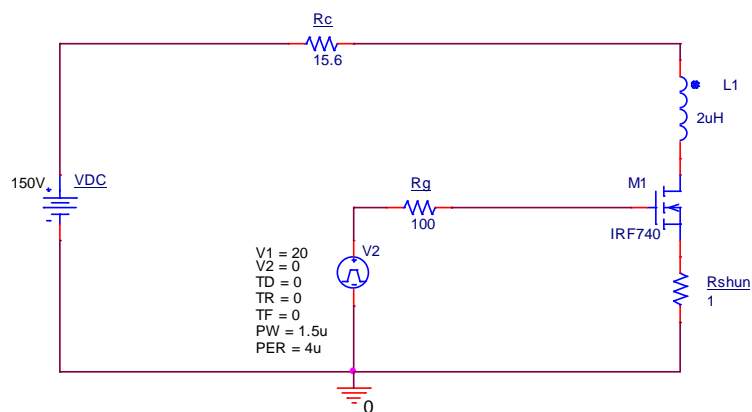 Rc
15.6
L1
2uH
150V
VDC
Rg
100
M1
IRF740
V1 = 20
V2 = 0
TD = 0
TR = 0
TF = 0
PW = 1.5u
PER = 4u
V2
Rshun
1
0